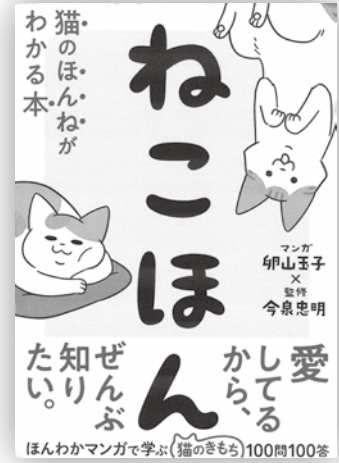 猫のほんねが
わかる本
ねこほん
マンガ
卵山玉子
×
監修
今泉忠明
愛
してる
から、
ぜんぶ
知り
たい。
ほんわかマンガで学ぶ 猫のきもち 100問100答